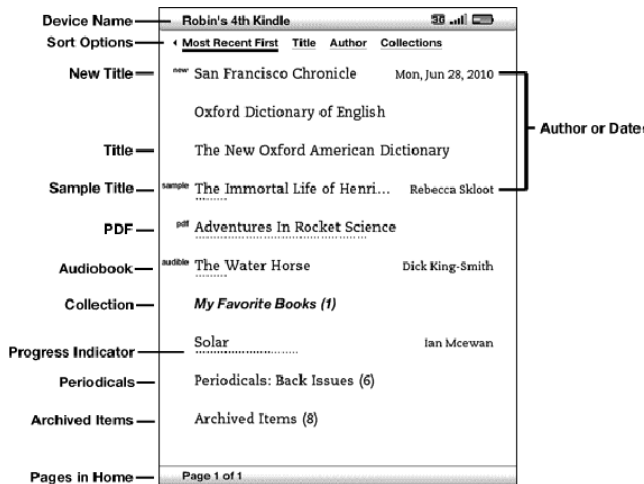 Device Name Robin's 4th Kindle 3G
Sort Options Most Recent First Title Author Collections
New Title new San Francisco Chronicle Mon, Jun 28, 2010
Oxford Dictionary of English
Author or Date
Title The New Oxford American Dictionary
Sample Title sample The Immortal Life of Henri... Rebecca Skloot
PDF pdf Adventures In Rocket Science
Audiobook audible The Water Horse Dick King-Smith
Collection My Favorite Books (1)
Progress Indicator Solar Ian Mcewan
Periodicals Periodicals: Back Issues (6)
Archived Items Archived Items (8)
Pages in Home Page 1 of 1